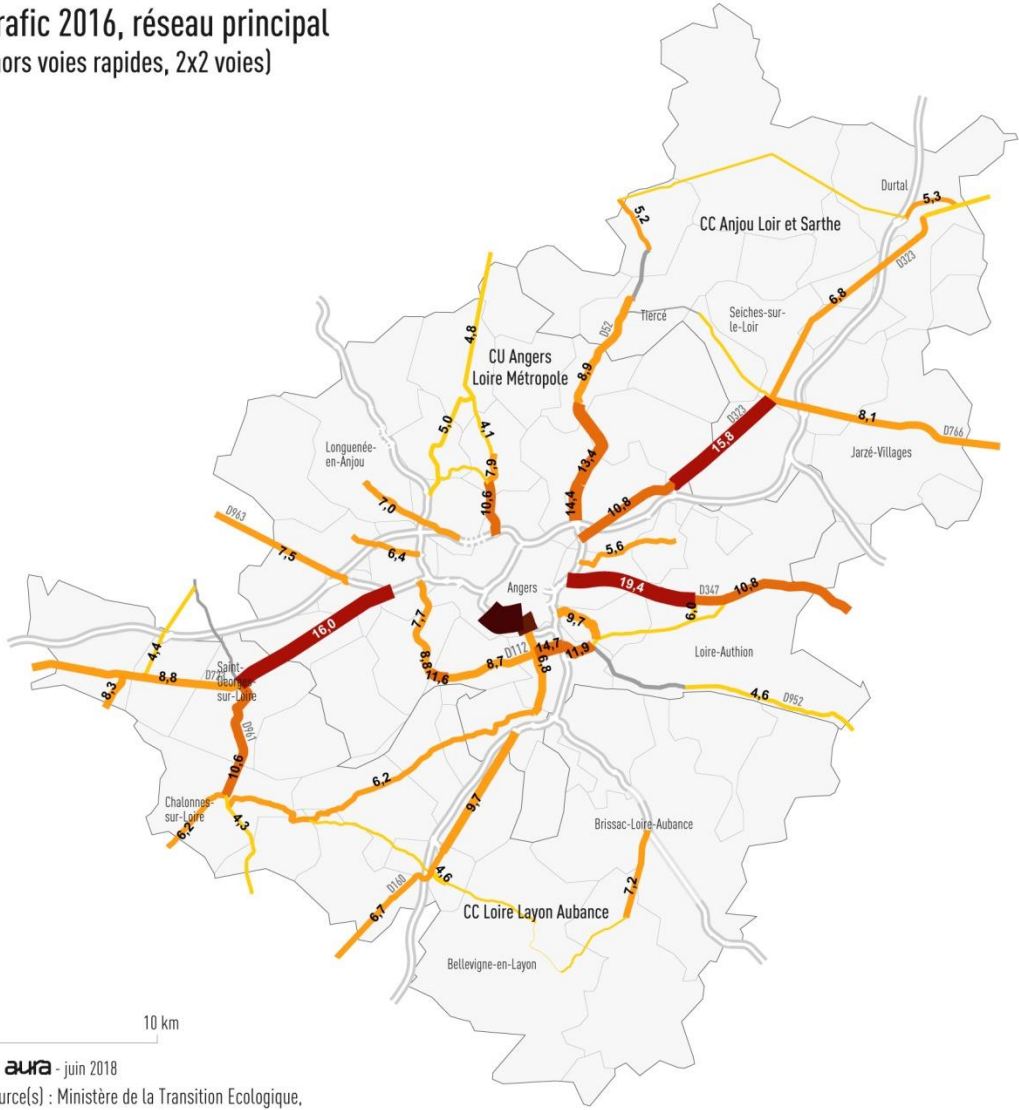 rafic 2016, réseau principal
hors voies rapides, 2x2 voies)
Durtal
5,3
5,2
CC Anjou Loir et Sarthe
D323
6,8
Tiercé
Seiches-sur-
le-Loir
D52
4,8
CU Angers
Loire Métropole
8,9
D323
8,1
D766
15,8
Jarzé-Villages
5,0
4,1
Longuenée-
en-Anjou
13,4
7,9
7,0
10,6
14,4
10,8
D963
7,5
6,4
5,6
Angers
19,4
D347
10,8
6,0
16,0
7,7
9,7
D112
14,7
11,9
Loire-Authion
4,4
8,8
8,7
6,8
11,6
8,8
Saint-
Georges-
sur-Loire
8,3
4,6
D952
D961
10,6
6,2
9,7
Chalonnes-
sur-Loire
6,2
4,3
Brissac-Loire-Aubance
D160
4,6
7,2
6,7
CC Loire Layon Aubance
Bellevigne-en-Layon
10 km
aura - juin 2018
urce(s) : Ministère de la Transition Ecologique,